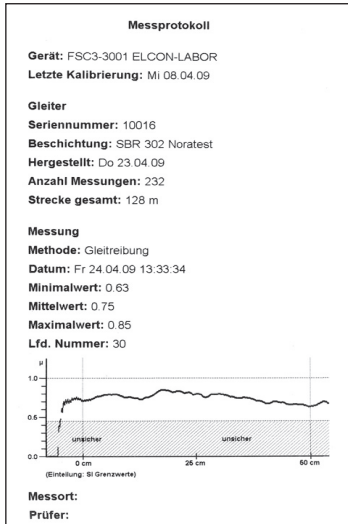 Messprotokoll
Gerät: FSC3-3001 ELCON-LABOR
Letzte Kalibrierung: Mi 08.04.09
Gleiter
Seriennummer: 10016
Beschichtung: SBR 302 Noratest
Hergestellt: Do 23.04.09
Anzahl Messungen: 232
Strecke gesamt: 128 m
Messung
Methode: Gleitreibung
Datum: Fr 24.04.09 13:33:34
Minimalwert: 0.63
Mittelwert: 0.75
Maximalwert: 0.85
Lfd. Nummer: 30
µ
1.0
0.5
unsicher unsicher
0.0
0 cm 25 cm 50 cm
(Einteilung: SI Grenzwerte)
Messort:
Prüfer: